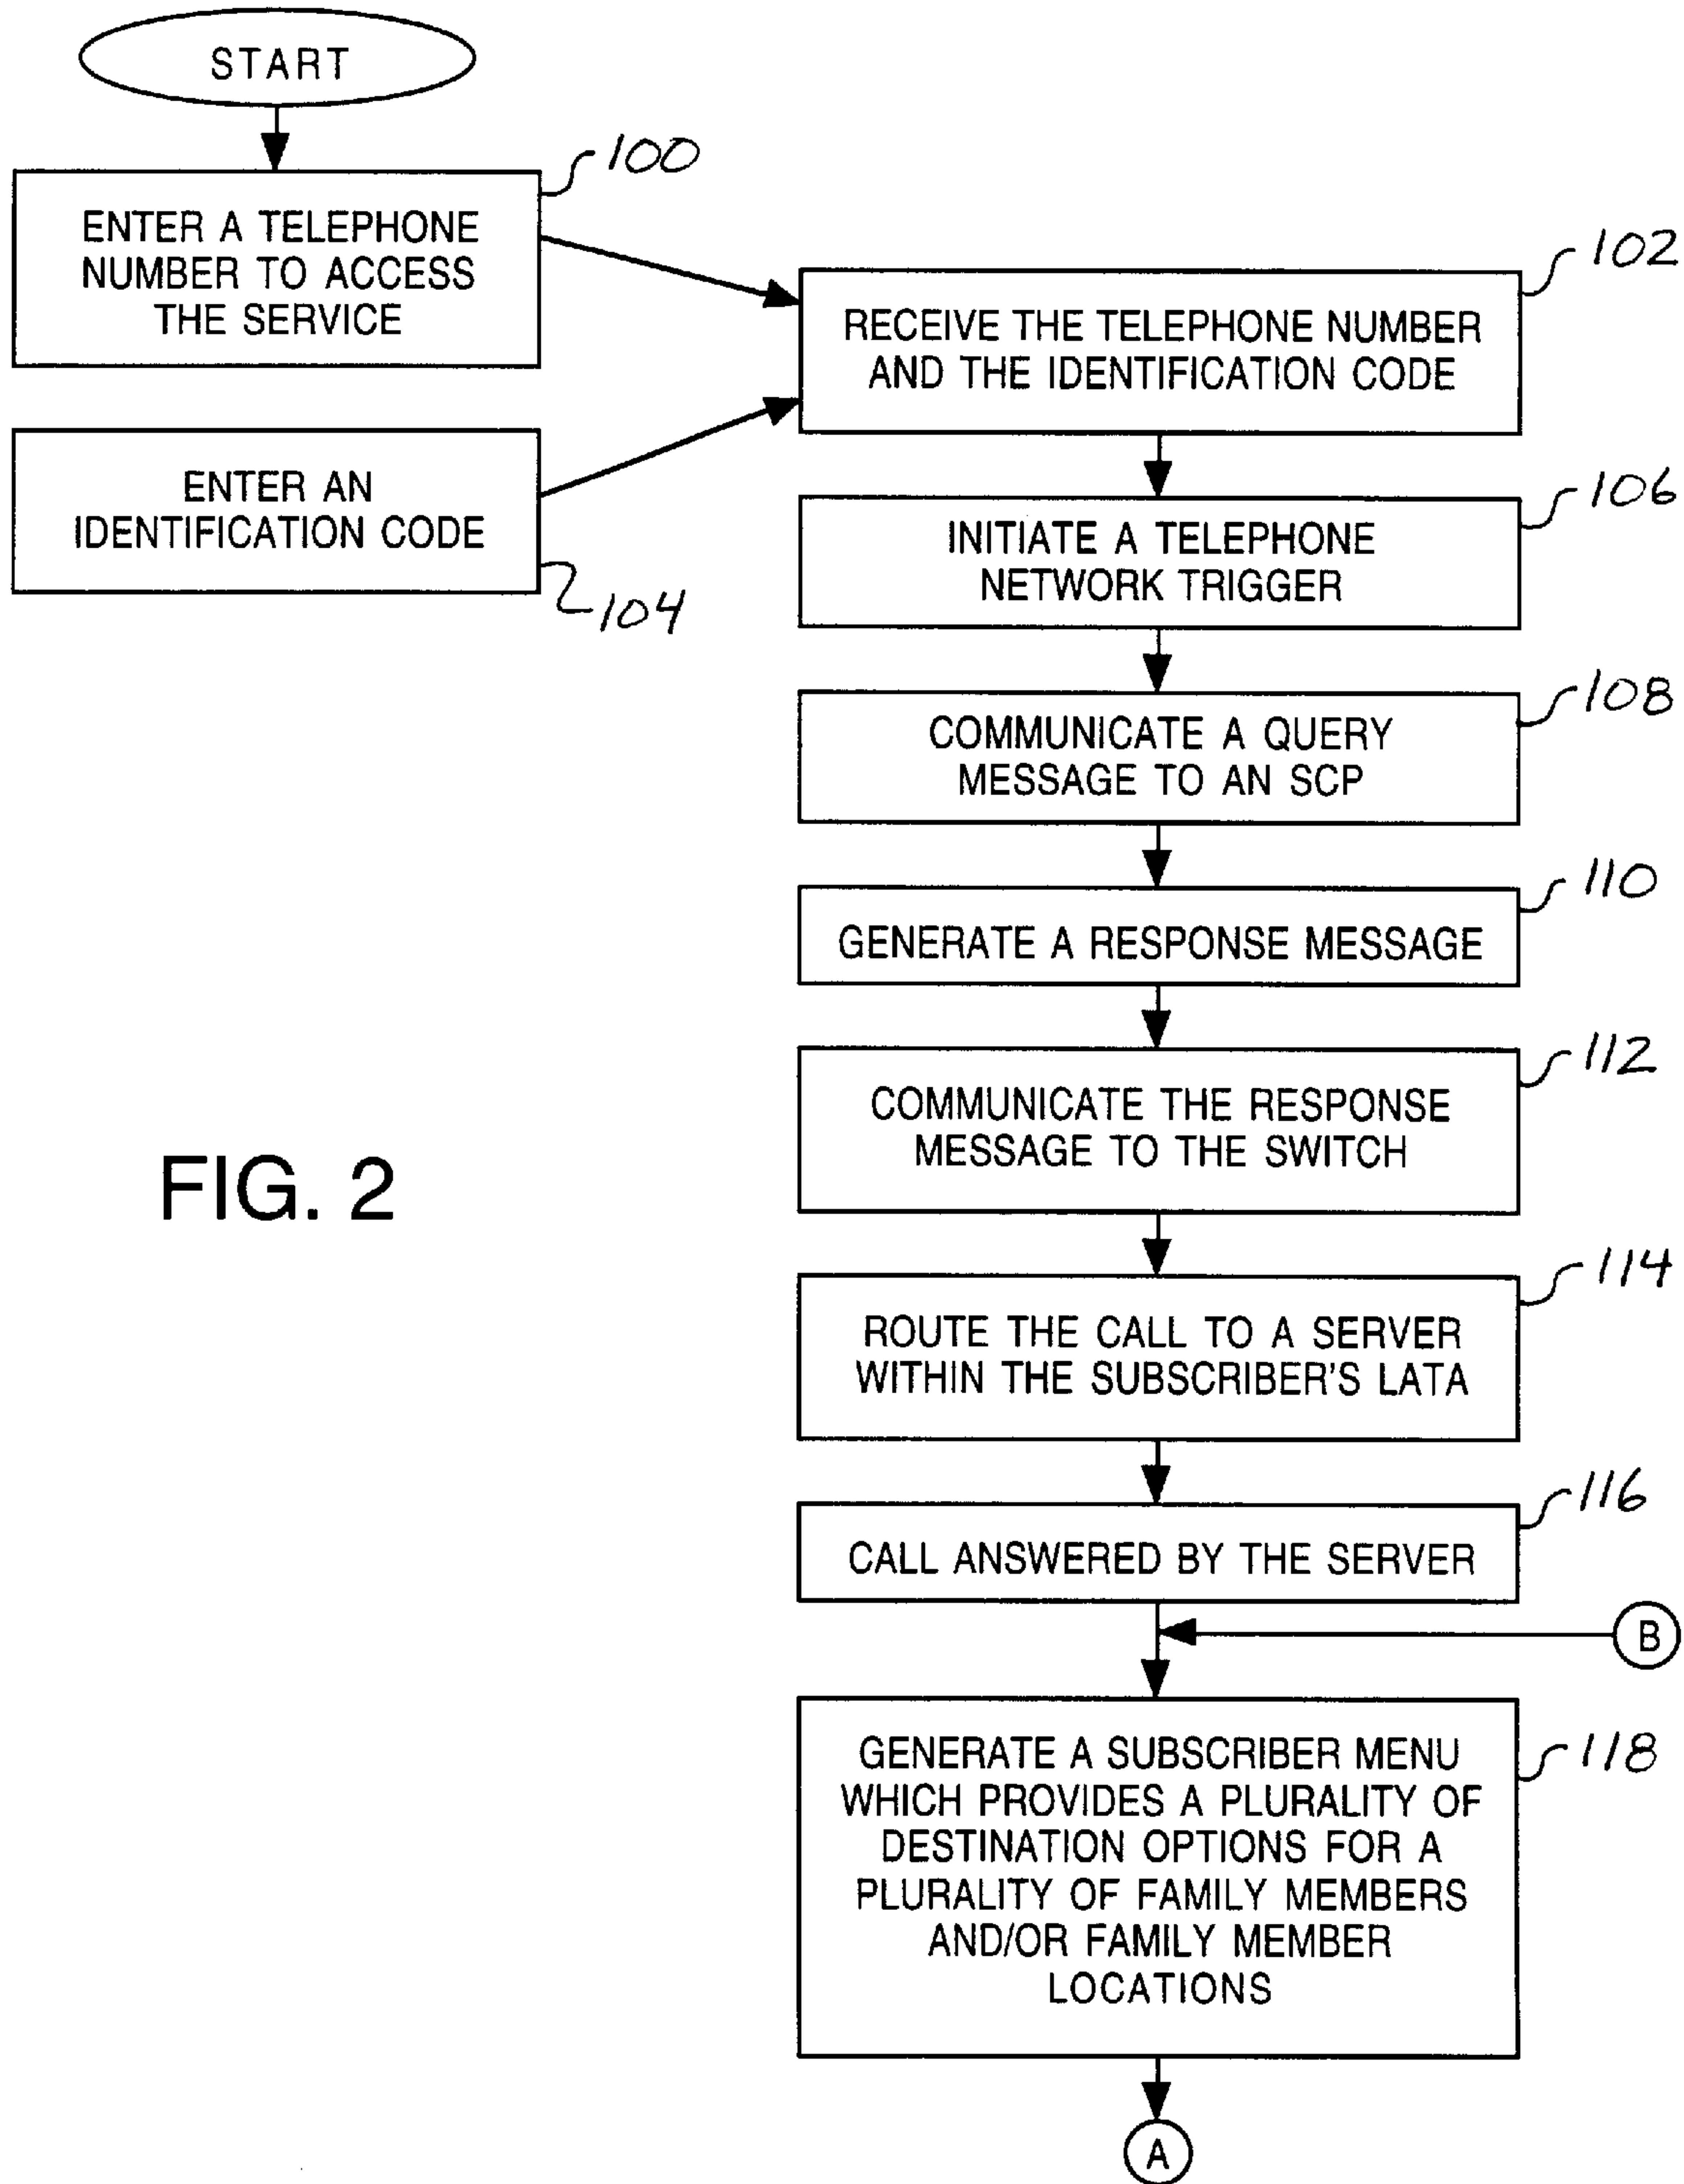 START
100
ENTER A TELEPHONE
NUMBER TO ACCESS
THE SERVICE
102
RECEIVE THE TELEPHONE NUMBER
AND THE IDENTIFICATION CODE
ENTER AN
IDENTIFICATION CODE
104
106
INITIATE A TELEPHONE
NETWORK TRIGGER
108
COMMUNICATE A QUERY
MESSAGE TO AN SCP
110
GENERATE A RESPONSE MESSAGE
112
COMMUNICATE THE RESPONSE
MESSAGE TO THE SWITCH
FIG. 2
114
ROUTE THE CALL TO A SERVER
WITHIN THE SUBSCRIBER'S LATA
116
CALL ANSWERED BY THE SERVER
B
118
GENERATE A SUBSCRIBER MENU
WHICH PROVIDES A PLURALITY OF
DESTINATION OPTIONS FOR A
PLURALITY OF FAMILY MEMBERS
AND/OR FAMILY MEMBER
LOCATIONS
A